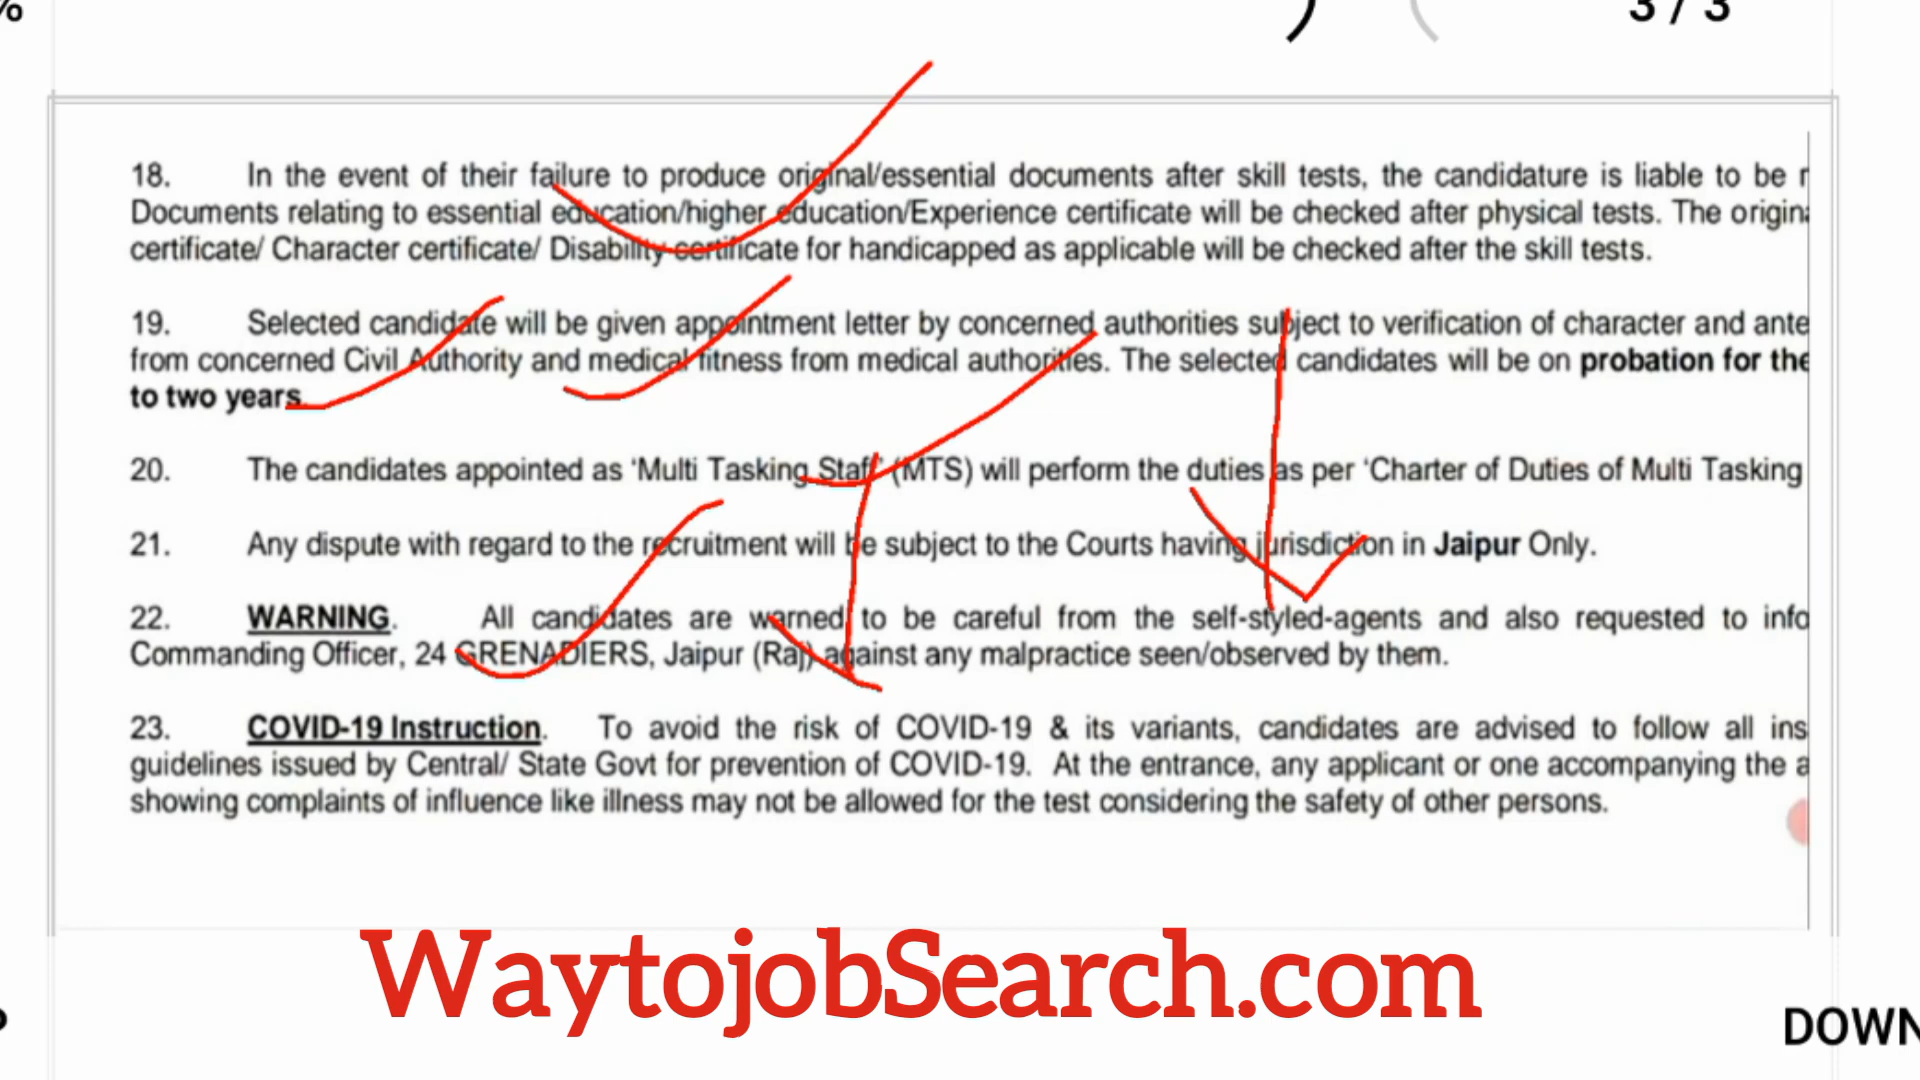 3 / 3
18. In the event of their failure to produce original/essential documents after skill tests, the candidature is liable to be
Documents relating to essential education/higher education/Experience certificate will be checked after physical tests. The
certificate/ Character certificate/ Disability certificate for handicapped as applicable will be checked after the skill tests.
19. Selected candidate will be given appointment letter by concerned authorities subject to verification of character and ante
from concerned Civil Authority and medical fitness from medical authorities. The selected candidates will be on probation for the
to two years.
20. The candidates appointed as ‘Multi Tasking Staff’ (MTS) will perform the duties as per ‘Charter of Duties of Multi Tasking
21. Any dispute with regard to the recruitment will be subject to the Courts having jurisdiction in Jaipur Only.
22. WARNING. All candidates are warned to be careful from the self-styled-agents and also requested to info
Commanding Officer, 24 GRENADIERS, Jaipur (Raj) against any malpractice seen/observed by them.
23. COVID-19 Instruction. To avoid the risk of COVID-19 & its variants, candidates are advised to follow all ins
guidelines issued by Central/ State Govt for prevention of COVID-19. At the entrance, any applicant or one accompanying the a
showing complaints of influence like illness may not be allowed for the test considering the safety of other persons.
WaytojobSearch.com
DOWN